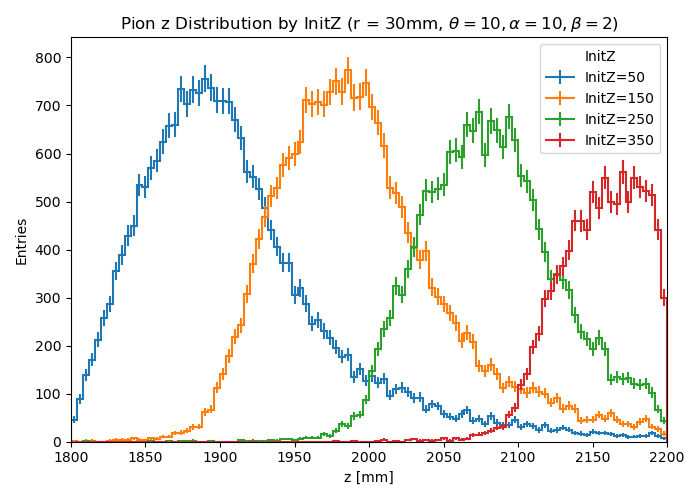 Pion z Distribution by InitZ (r = 30mm, θ = 10, α = 10, β = 2)
800
700
600
500
400
300
200
100
0
Entries
InitZ
InitZ=50
InitZ=150
InitZ=250
InitZ=350
1800 1850 1900 1950 2000 2050 2100 2150 2200
z [mm]